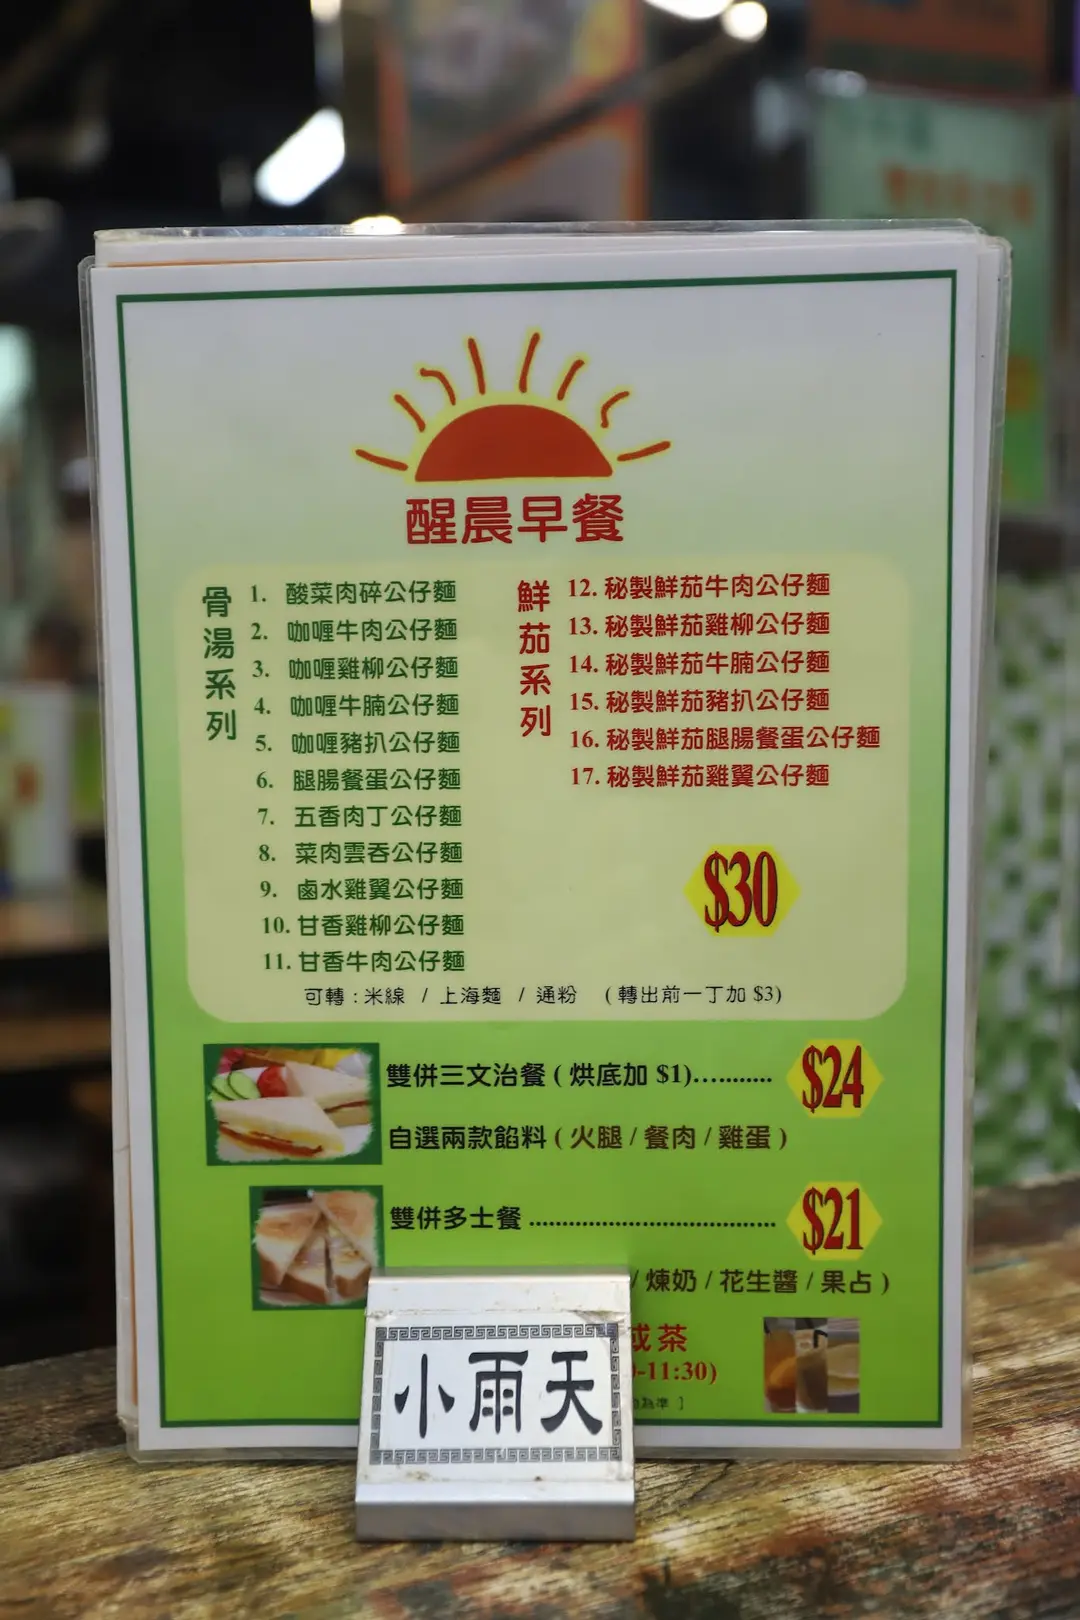 醒晨早餐
骨湯系列
1. 酸菜肉碎公仔麵
2. 咖喱牛肉公仔麵
3. 咖喱雞柳公仔麵
4. 咖喱牛腩公仔麵
5. 咖喱豬扒公仔麵
6. 腿腸餐蛋公仔麵
7. 五香肉丁公仔麵
8. 菜肉雲吞公仔麵
9. 鹵水雞翼公仔麵
10. 甘香雞柳公仔麵
11. 甘香牛肉公仔麵
鮮茄系列
12. 秘製鮮茄牛肉公仔麵
13. 秘製鮮茄雞柳公仔麵
14. 秘製鮮茄牛腩公仔麵
15. 秘製鮮茄豬扒公仔麵
16. 秘製鮮茄腿腸餐蛋公仔麵
17. 秘製鮮茄雞翼公仔麵
$30
可轉 : 米線 / 上海麵 / 通粉 ( 轉出前一丁加 $3)
雙併三文治餐 ( 烘底加 $1)........... $24
自選兩款餡料 ( 火腿 / 餐肉 / 雞蛋 )
雙併多士餐 ...................................... $21
/ 煉奶 / 花生醬 / 果占 )
或茶
-11:30)
為準 ]
小雨天